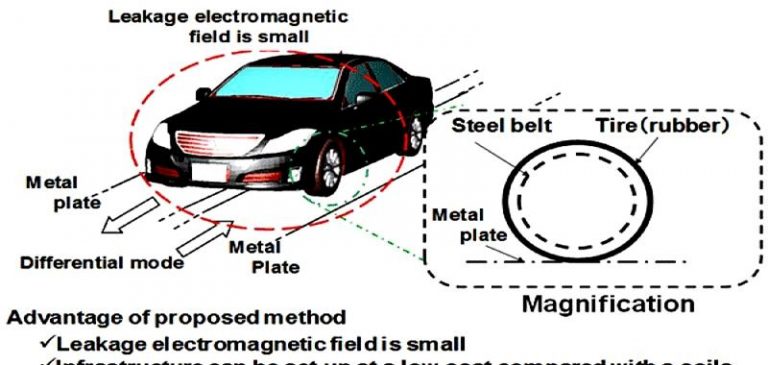 Leakage electromagnetic
field is small
Steel belt
Tire(rubber)
Metal
plate
Metal
plate
Metal
Plate
Differential mode
Magnification
Advantage of proposed method
✓Leakage electromagnetic field is small
✓Infrastructure can be set up at a low cost compared with a coils